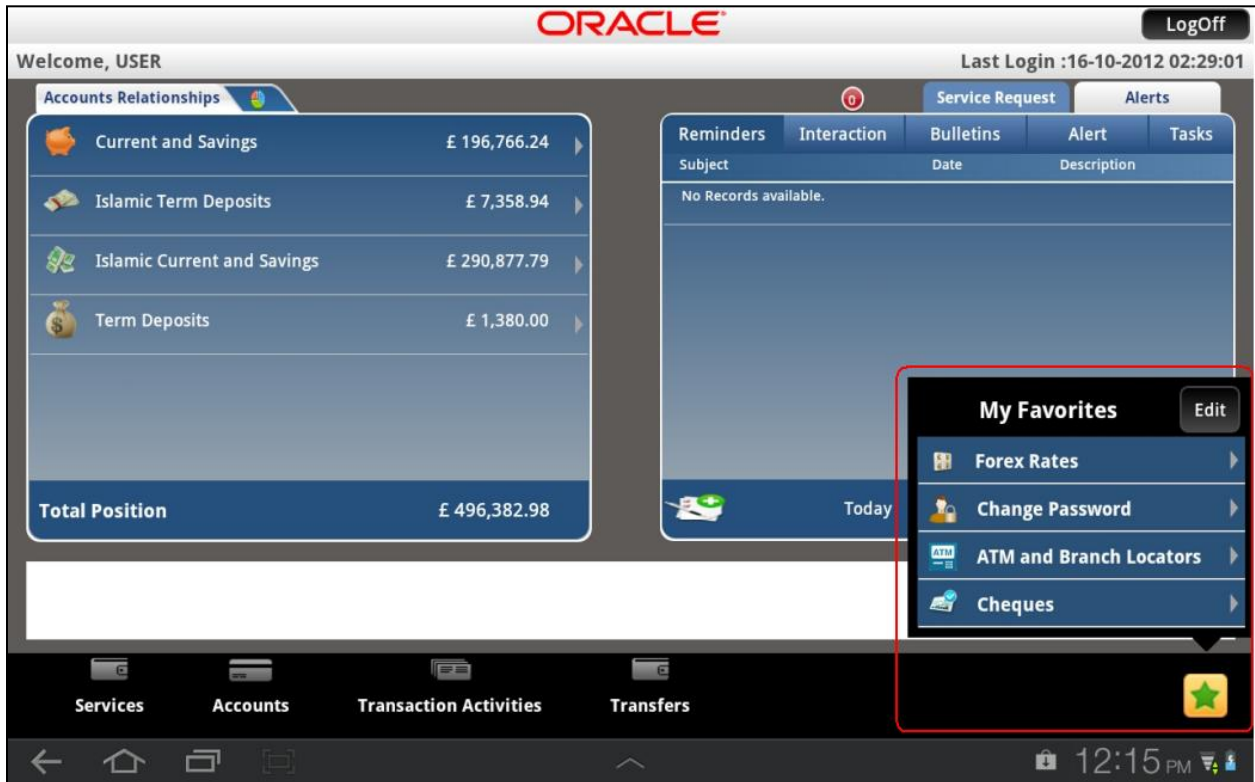 ORACLE
LogOff
Welcome, USER
Last Login :16-10-2012 02:29:01
Accounts Relationships
0
Service Request
Alerts
Current and Savings £ 196,766.24
Islamic Term Deposits £ 7,358.94
Islamic Current and Savings £ 290,877.79
Term Deposits £ 1,380.00
Total Position £ 496,382.98
Reminders Interaction Bulletins Alert Tasks
Subject Date Description
No Records available.
Today
My Favorites
Edit
Forex Rates
Change Password
ATM
ATM and Branch Locators
Cheques
Services Accounts Transaction Activities Transfers
12:15 PM